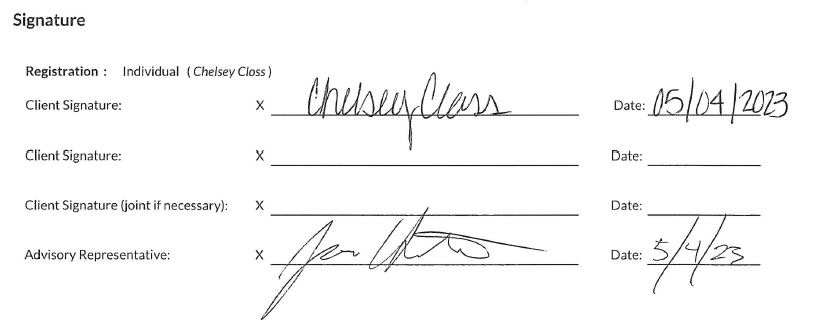 Signature
Registration : Individual (Chelsey Closs)
Client Signature: X Chelsey Closs Date: 05/04/2023
Client Signature: X Date:
Client Signature (joint if necessary): X Date:
Advisory Representative: X Date: 5/4/23